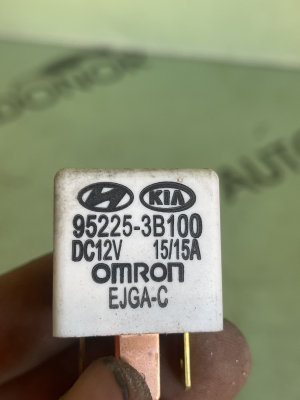 KIA
95225-3B100
DC12V 15/15A
OMRON
EJGA-C